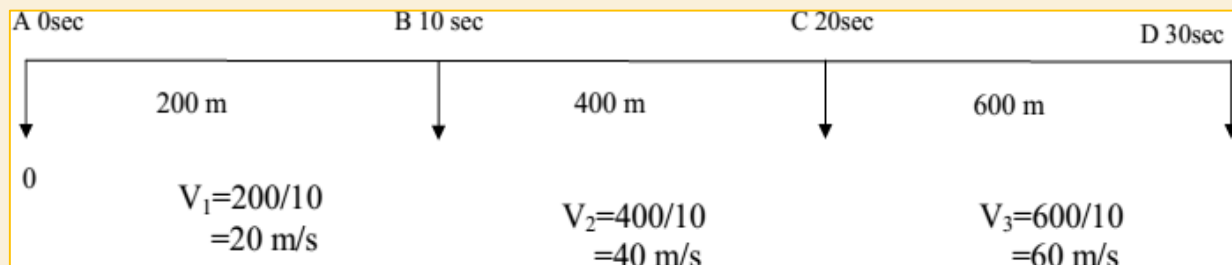 A 0sec
B 10 sec
C 20sec
D 30sec
200 m
400 m
600 m
0
V₁=200/10
=20 m/s
V₂=400/10
=40 m/s
V₃=600/10
=60 m/s